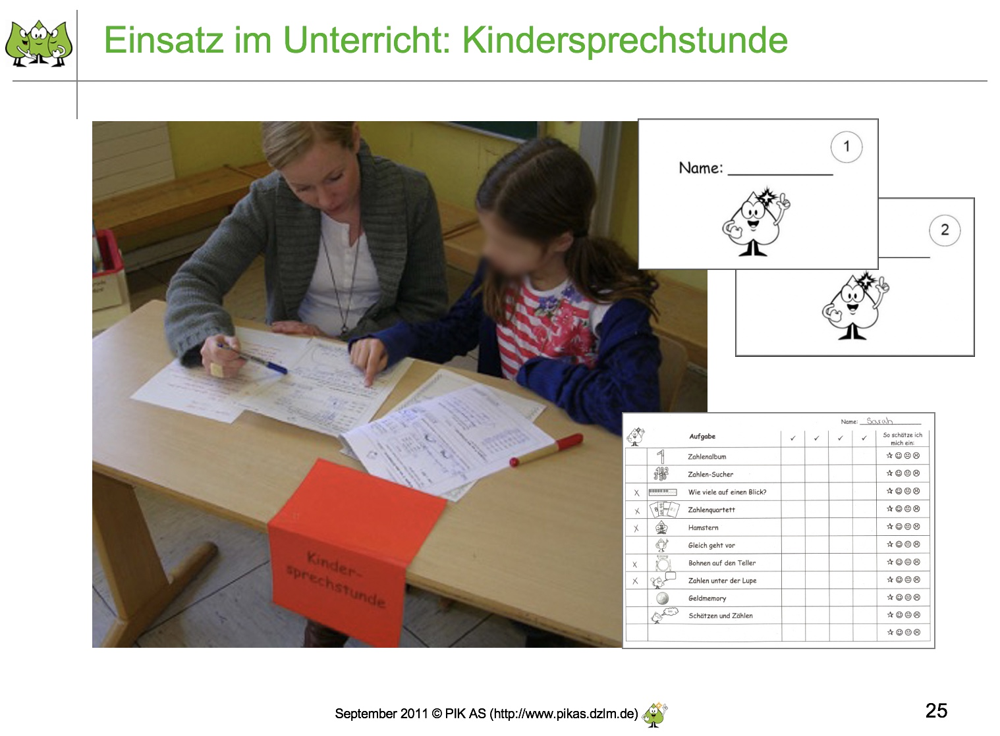 Einsatz im Unterricht: Kindersprechstunde
1
Name: ____________
2
Kinder-
sprechstunde
Name: Sarah
Aufgabe ✓ ✓ ✓ ✓ So schätze ich
mich ein:
1 Zahlenalbum
Zahlen-Sucher
X Wie viele auf einen Blick?
X Zahlenquartett
X Hamstern
Gleich geht vor
X Bohnen auf den Teller
X Zahlen unter der Lupe
Geldmemory
Schätzen und Zählen
September 2011 © PIK AS (http://www.pikas.dzlm.de)
25